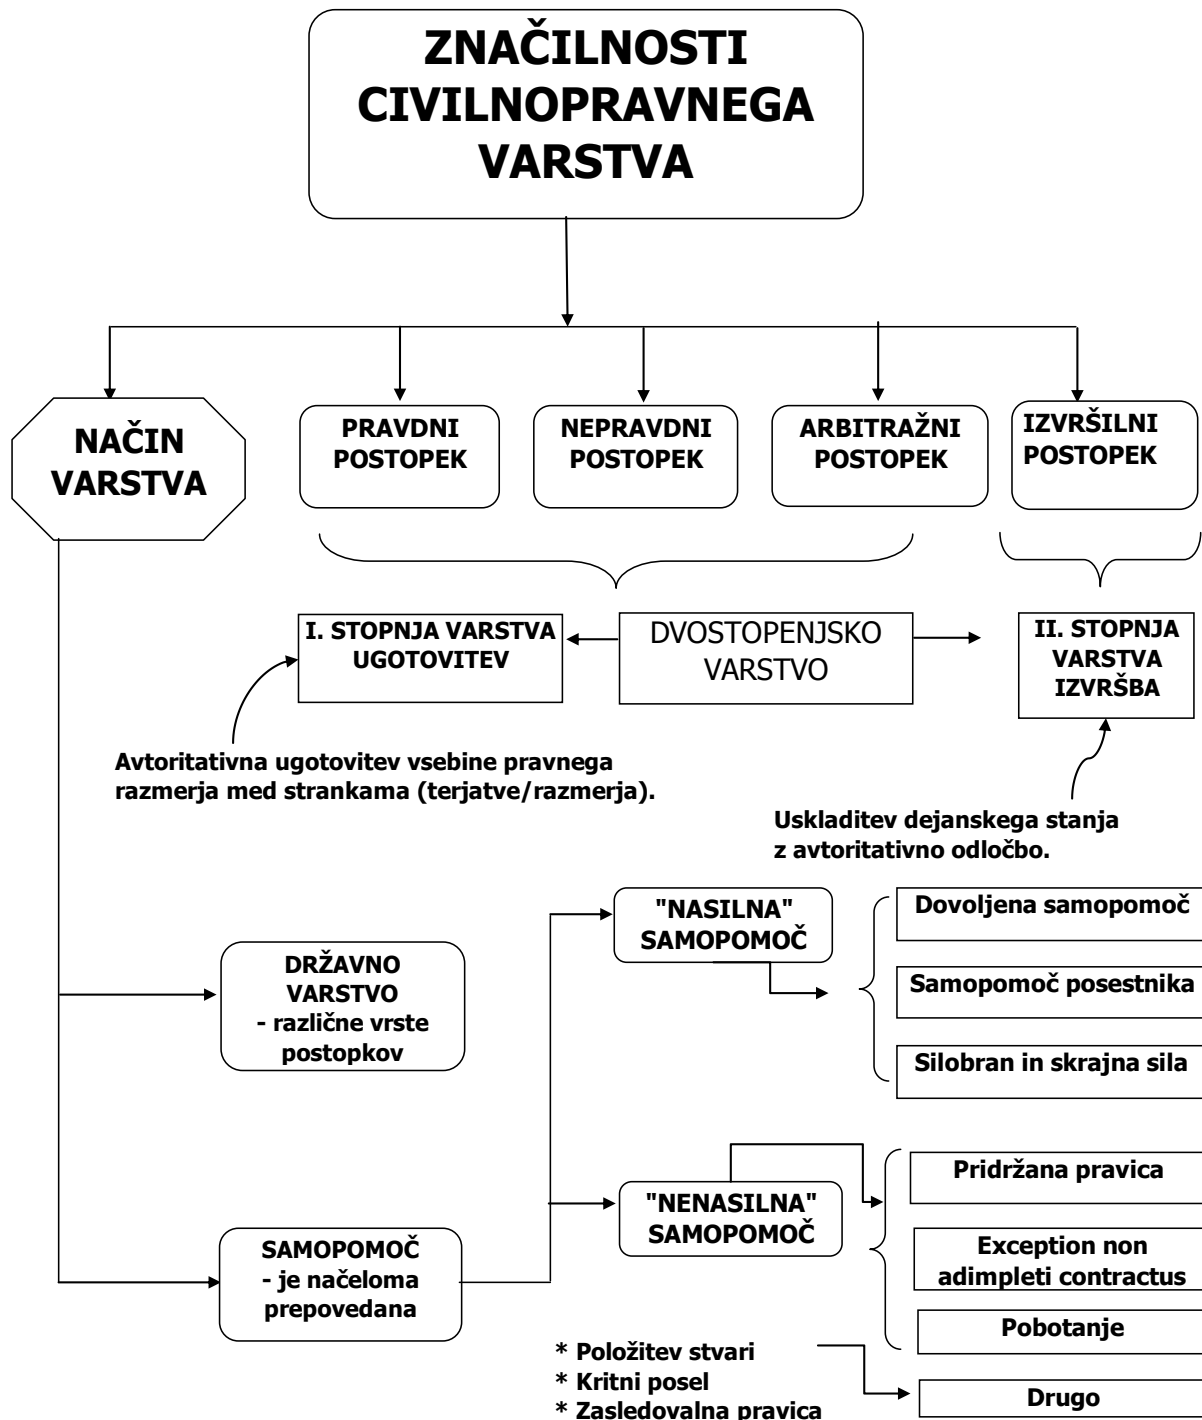 ZNAČILNOSTI
CIVILNOPRAVNEGA
VARSTVA
NAČIN
VARSTVA
PRAVDNI
POSTOPEK
NEPRAVDNI
POSTOPEK
ARBITRAŽNI
POSTOPEK
IZVRŠILNI
POSTOPEK
I. STOPNJA VARSTVA
UGOTOVITEV
DVOSTOPENJSKO
VARSTVO
II. STOPNJA
VARSTVA
IZVRŠBA
Avtoritativna ugotovitev vsebine pravnega
razmerja med strankama (terjatve/razmerja).
Uskladitev dejanskega stanja
z avtoritativno odločbo.
"NASILNA"
SAMOPOMOČ
Dovoljena samopomoč
Samopomoč posestnika
Silobran in skrajna sila
DRŽAVNO
VARSTVO
- različne vrste
postopkov
"NENASILNA"
SAMOPOMOČ
Pridržana pravica
Exception non
adimpleti contractus
Pobotanje
SAMOPOMOČ
- je načeloma
prepovedana
* Položitev stvari
* Kritni posel
* Zasledovalna pravica
Drugo